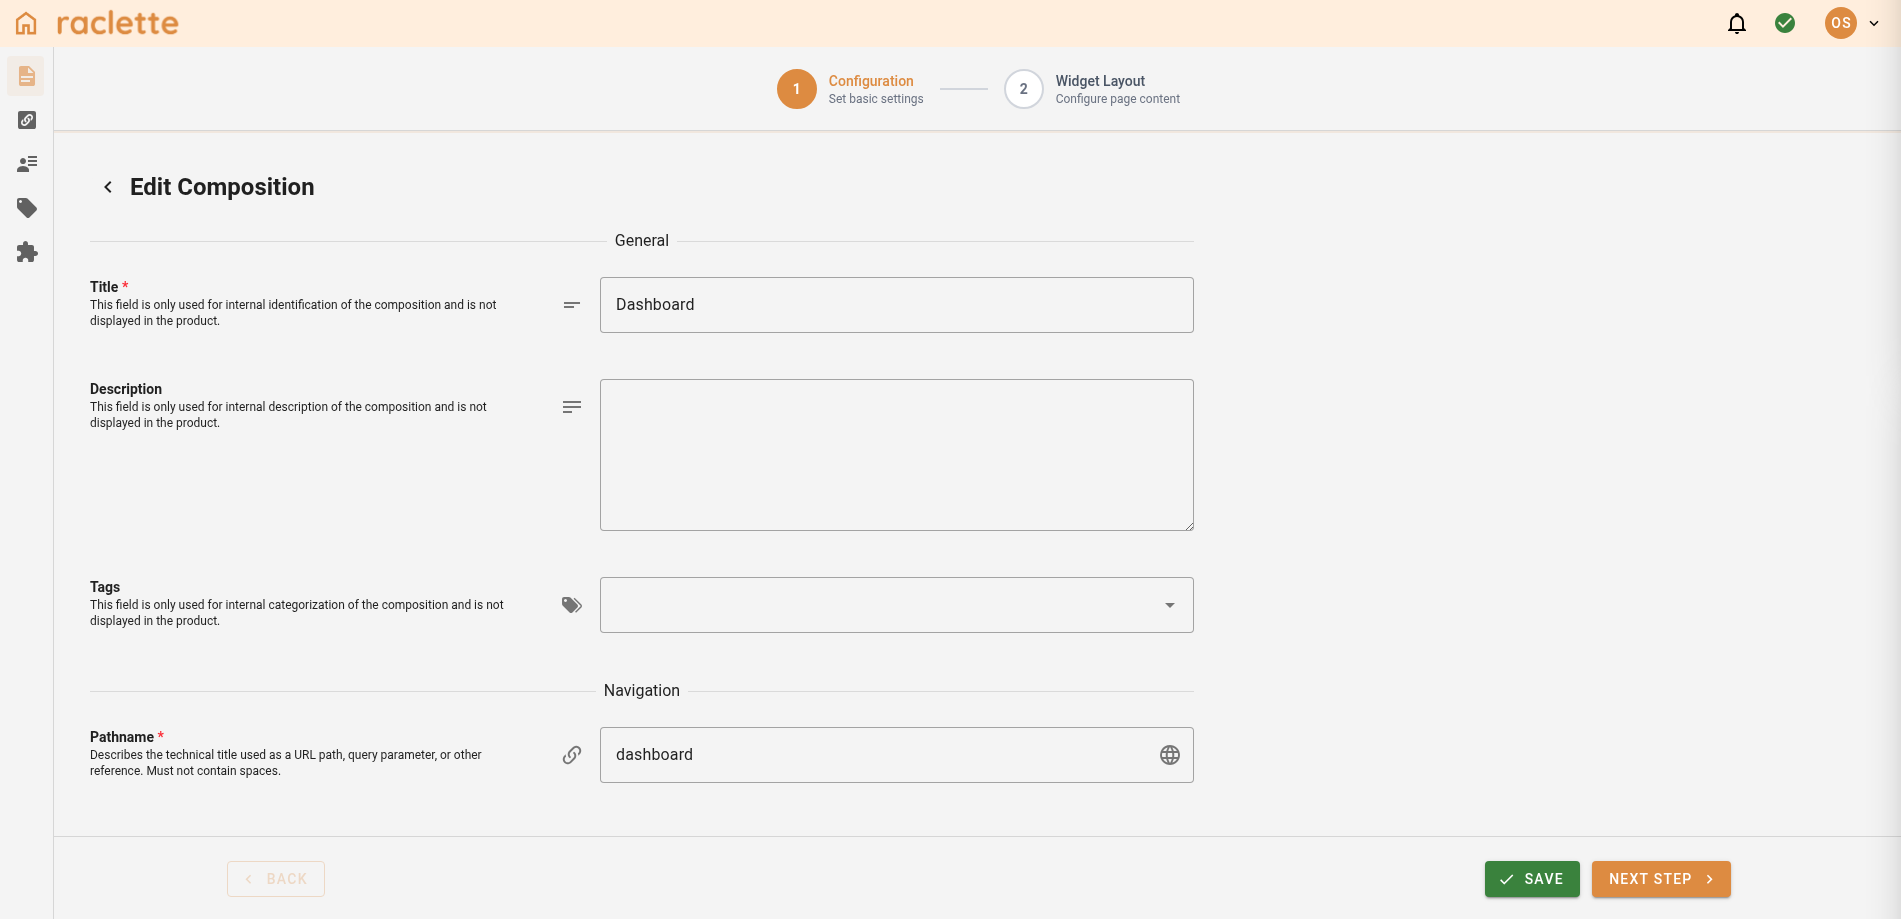 raclette
OS
1
Configuration
Set basic settings
2
Widget Layout
Configure page content
Edit Composition
General
Title *
This field is only used for internal identification of the composition and is not
displayed in the product.
Dashboard
Description
This field is only used for internal description of the composition and is not
displayed in the product.
Tags
This field is only used for internal categorization of the composition and is not
displayed in the product.
Navigation
Pathname *
Describes the technical title used as a URL path, query parameter, or other
reference. Must not contain spaces.
dashboard
BACK
SAVE
NEXT STEP